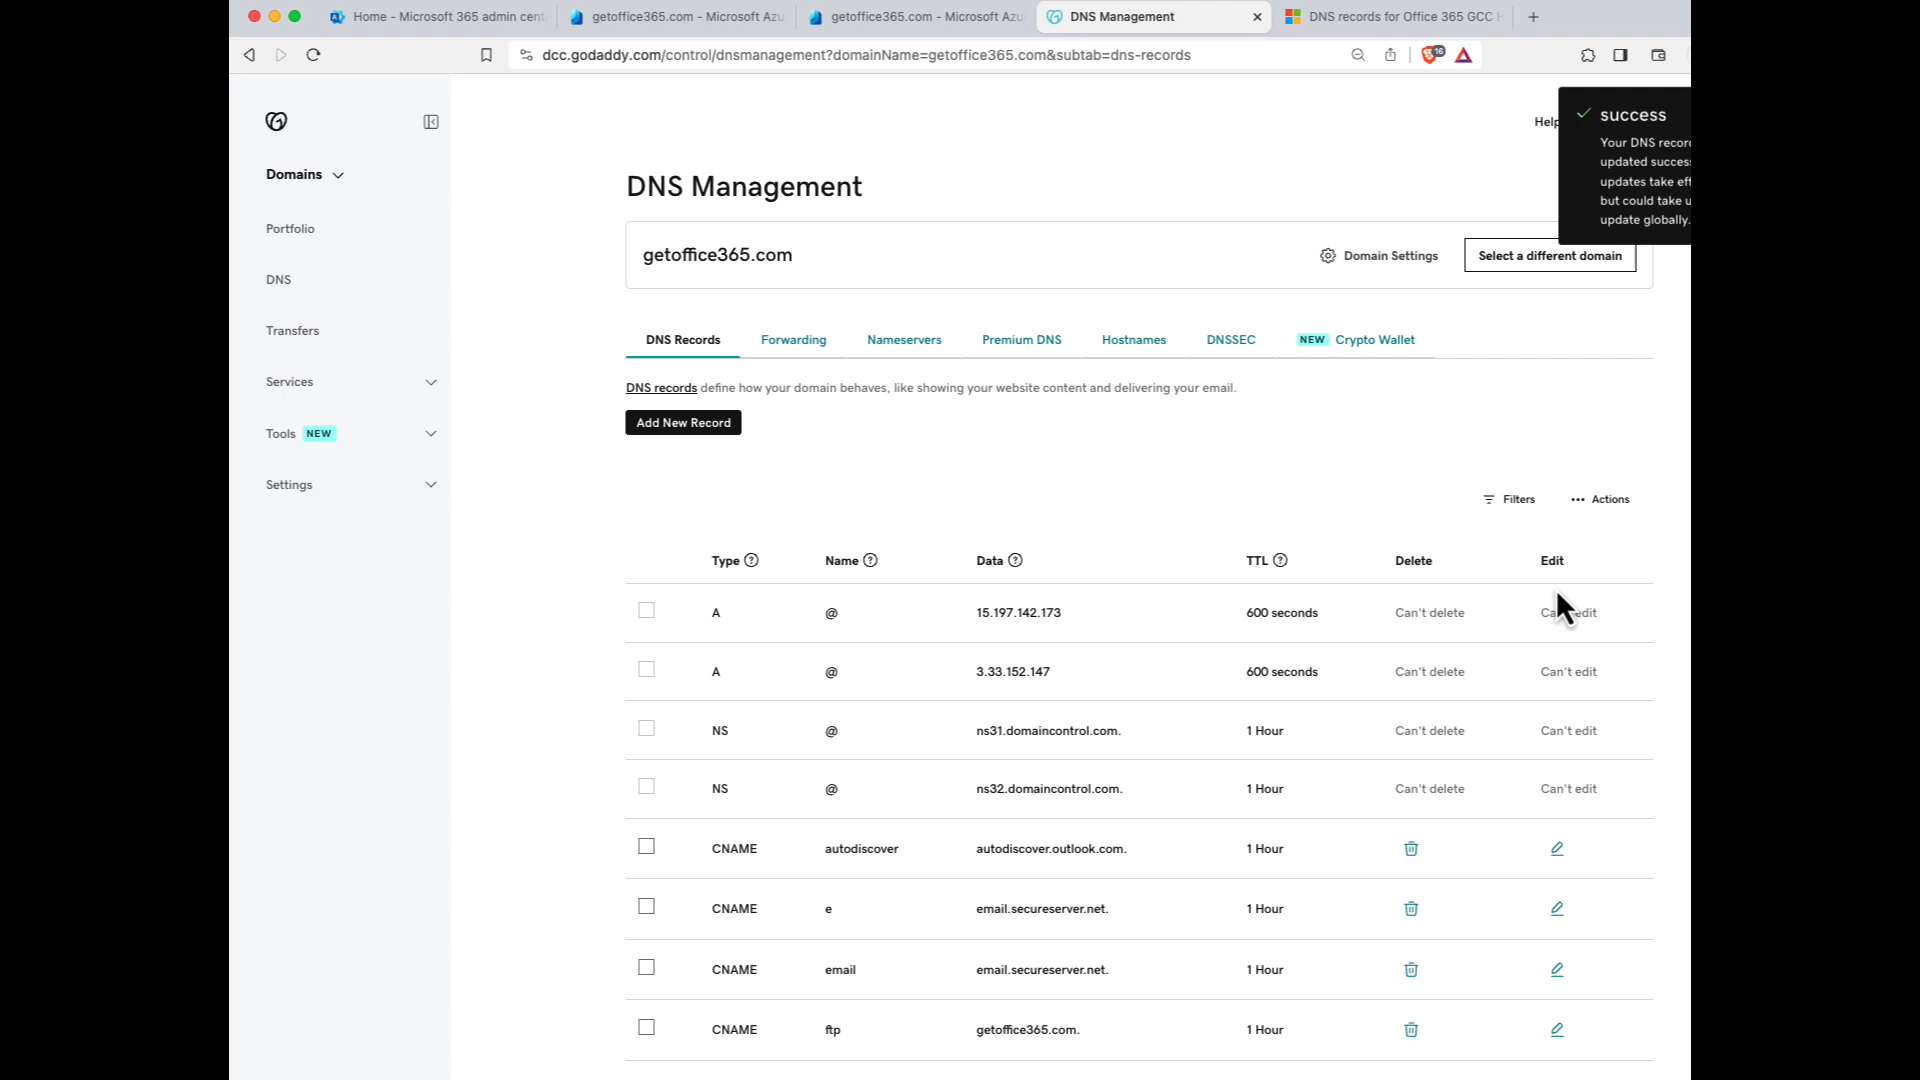 Home - Microsoft 365 admin cent
getoffice365.com - Microsoft Azu
getoffice365.com - Microsoft Azu
DNS Management
DNS records for Office 365 GCC H
dcc.godaddy.com/control/dnsmanagement?domainName=getoffice365.com&subtab=dns-records
16
Help
success
Your DNS record
updated success
updates take eff
but could take u
update globally.
Domains
Portfolio
DNS
Transfers
Services
Tools NEW
Settings
DNS Management
getoffice365.com
Domain Settings
Select a different domain
DNS Records Forwarding Nameservers Premium DNS Hostnames DNSSEC NEW Crypto Wallet
DNS records define how your domain behaves, like showing your website content and delivering your email.
Add New Record
Filters Actions
Type Name Data TTL Delete Edit
A @ 15.197.142.173 600 seconds Can't delete Can't edit
A @ 3.33.152.147 600 seconds Can't delete Can't edit
NS @ ns31.domaincontrol.com. 1 Hour Can't delete Can't edit
NS @ ns32.domaincontrol.com. 1 Hour Can't delete Can't edit
CNAME autodiscover autodiscover.outlook.com. 1 Hour
CNAME e email.secureserver.net. 1 Hour
CNAME email email.secureserver.net. 1 Hour
CNAME ftp getoffice365.com. 1 Hour